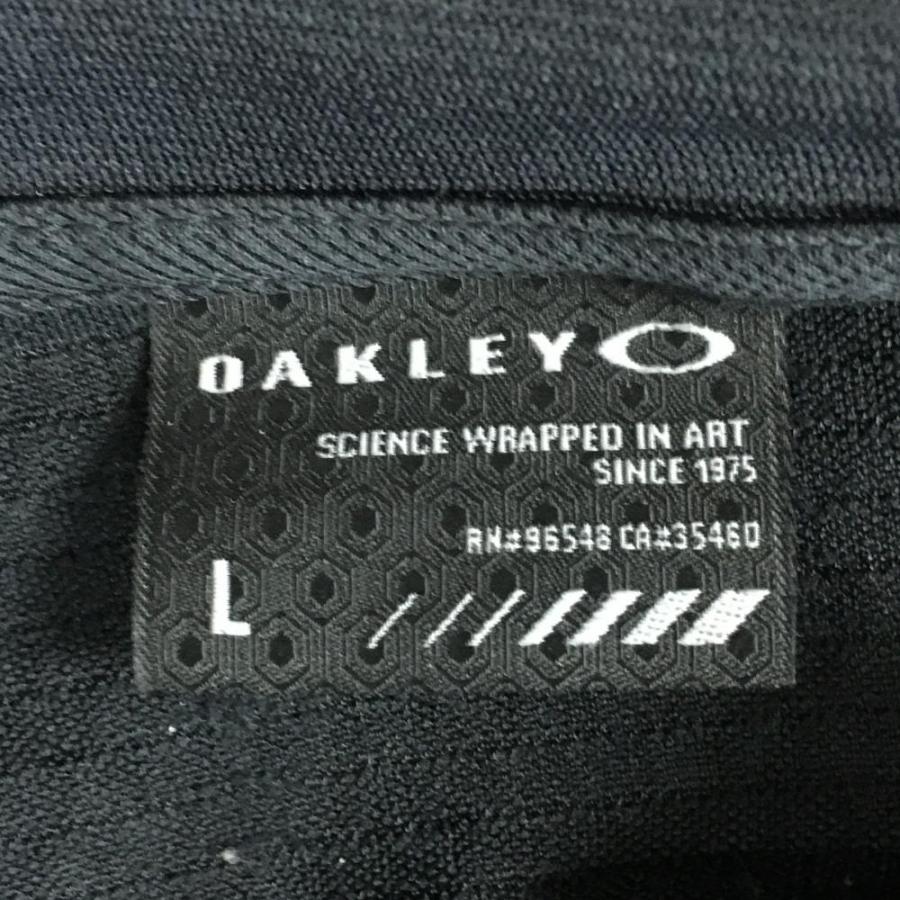 OAKLEY
SCIENCE WRAPPED IN ART
SINCE 1975
RN#96548 CA#35460
L